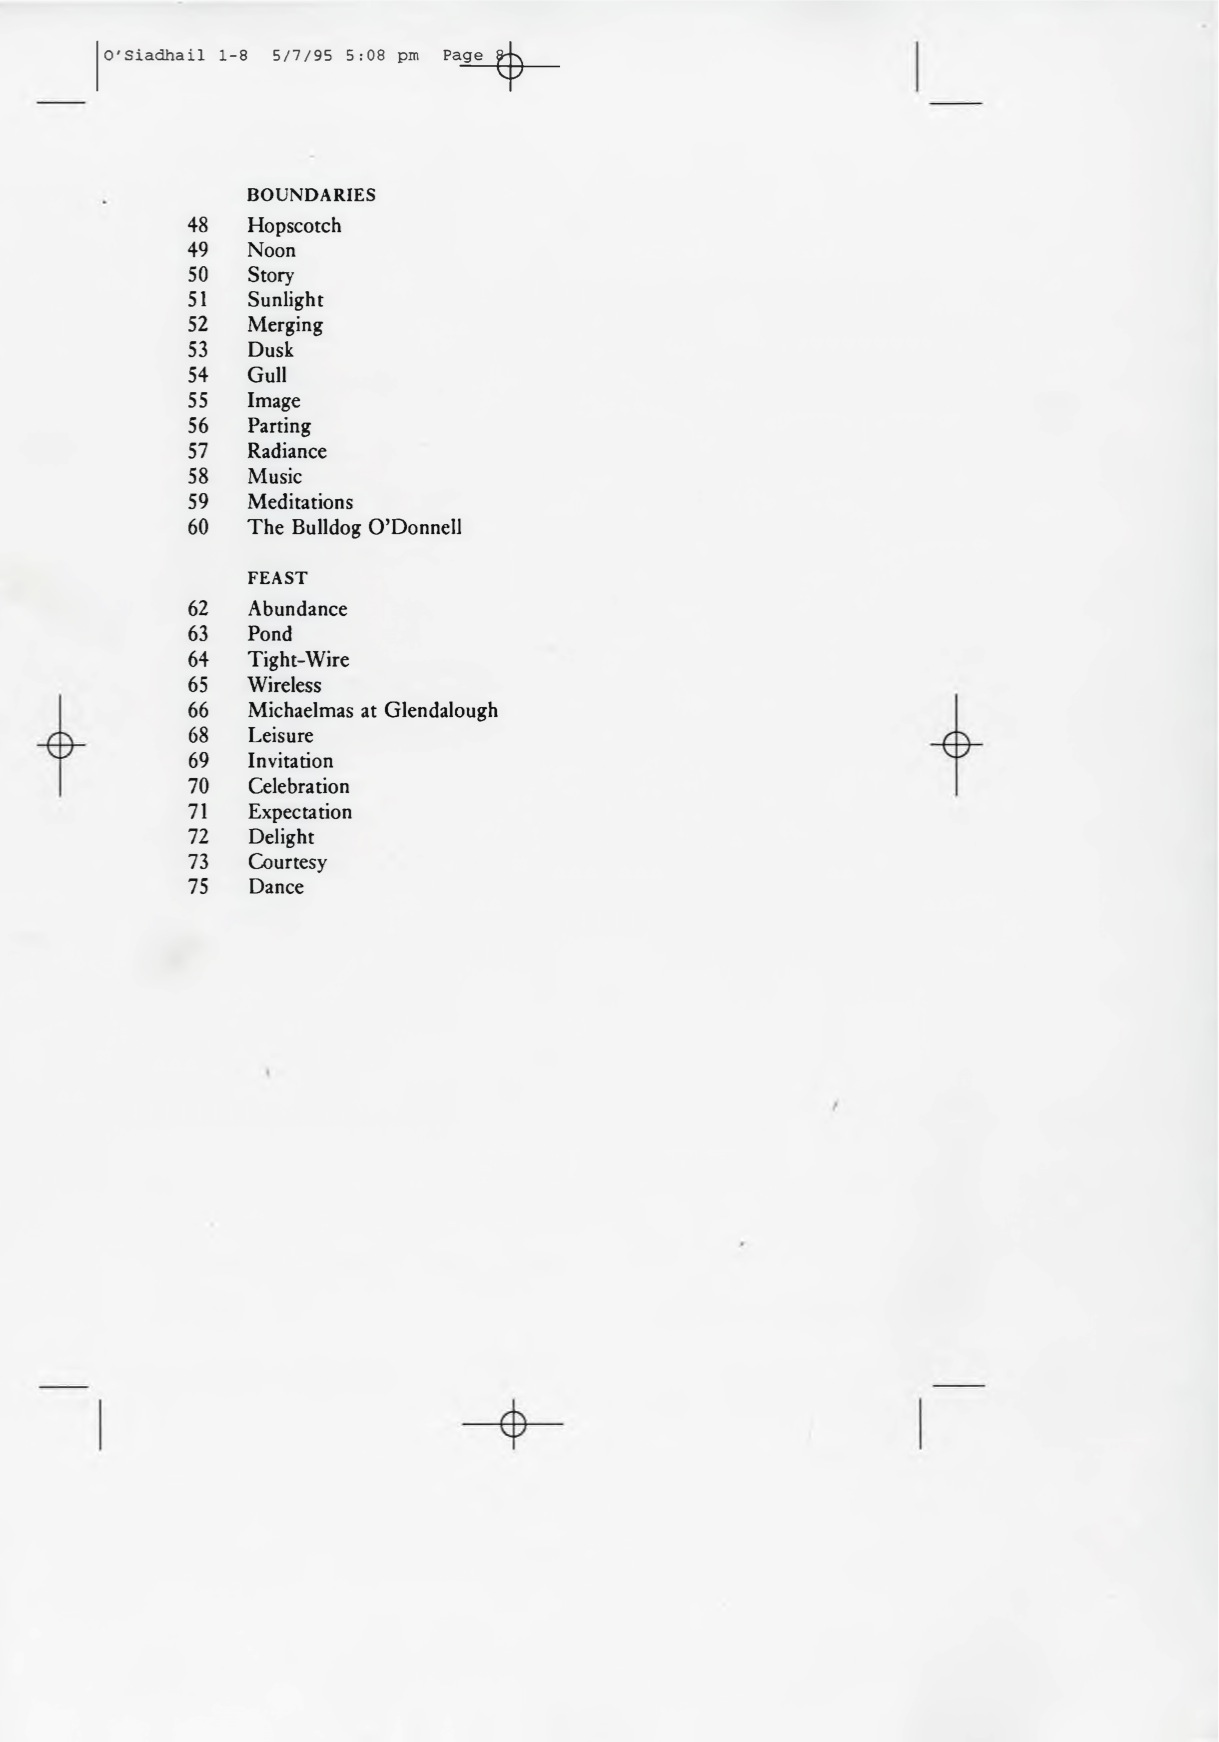 O'Siadhail 1-8 5/7/95 5:08 pm Page 8
BOUNDARIES
48 Hopscotch
49 Noon
50 Story
51 Sunlight
52 Merging
53 Dusk
54 Gull
55 Image
56 Parting
57 Radiance
58 Music
59 Meditations
60 The Bulldog O'Donnell
FEAST
62 Abundance
63 Pond
64 Tight-Wire
65 Wireless
66 Michaelmas at Glendalough
68 Leisure
69 Invitation
70 Celebration
71 Expectation
72 Delight
73 Courtesy
75 Dance